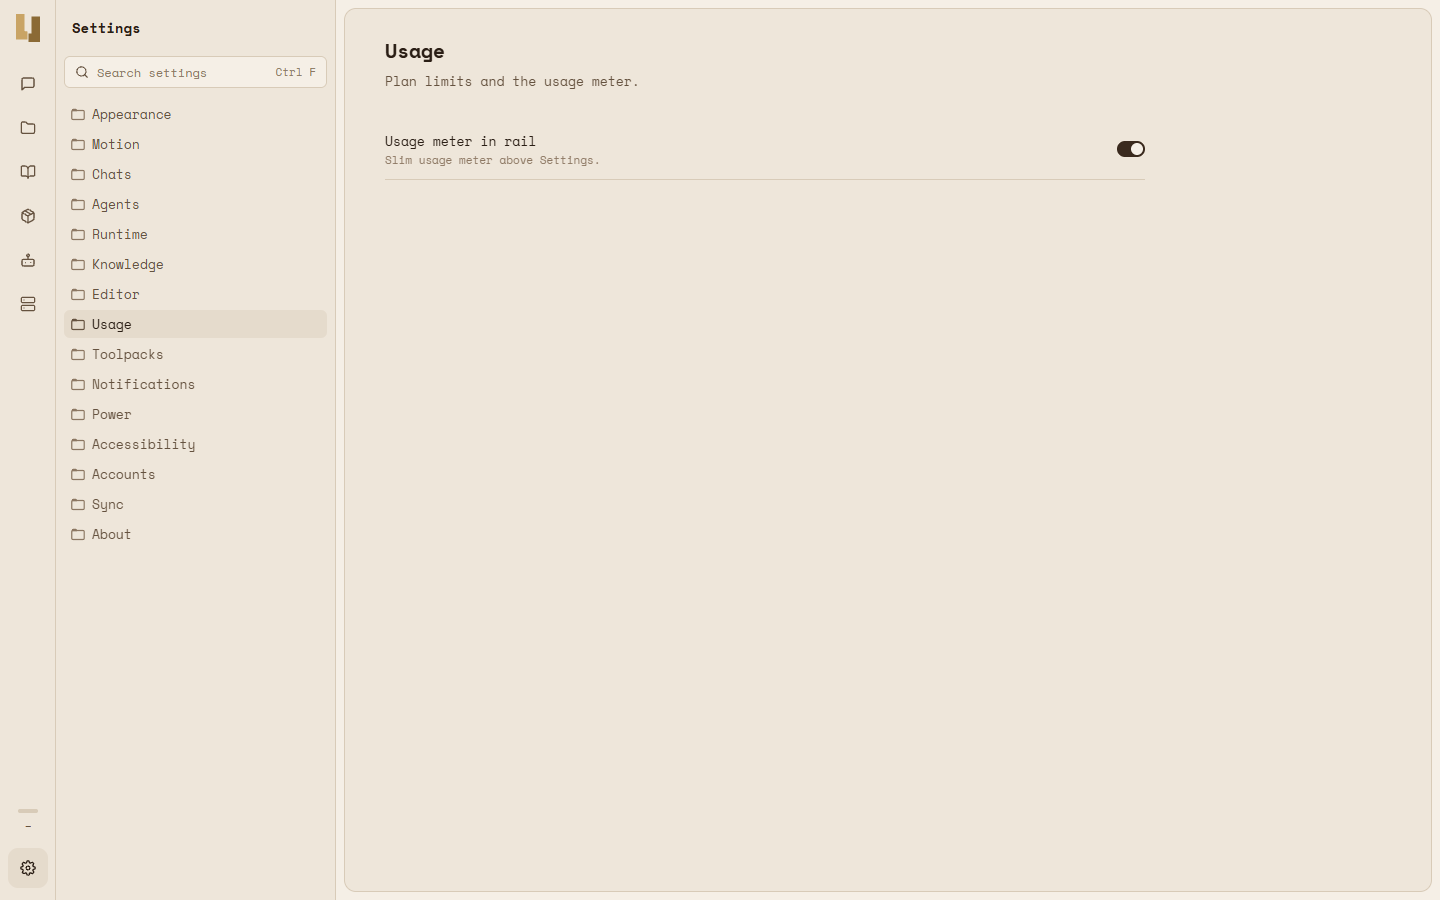 Settings
Search settings Ctrl F
Appearance
Motion
Chats
Agents
Runtime
Knowledge
Editor
Usage
Toolpacks
Notifications
Power
Accessibility
Accounts
Sync
About
–
Usage
Plan limits and the usage meter.
Usage meter in rail
Slim usage meter above Settings.